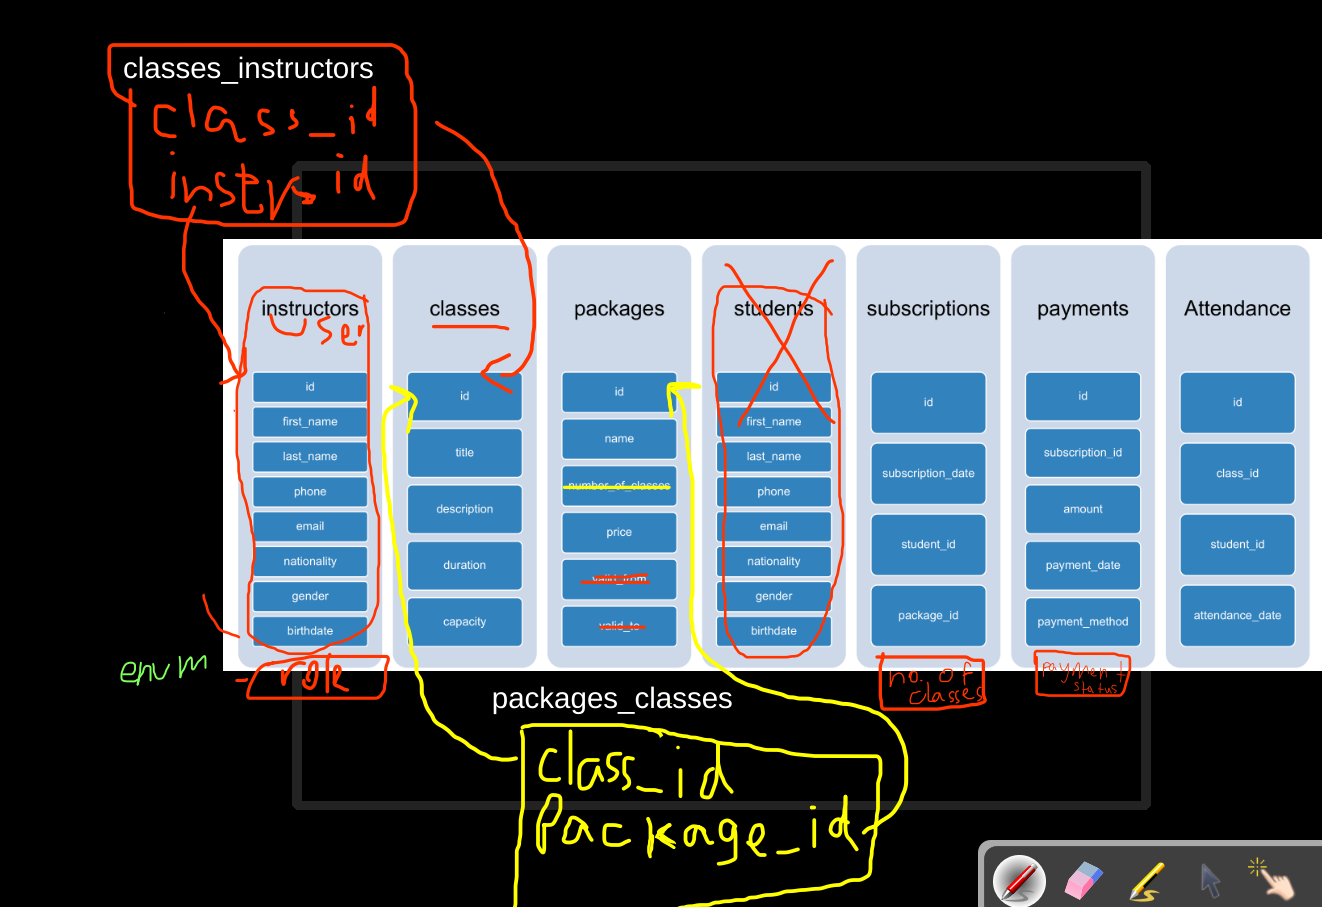 classes_instructors
class_id
instrs_id
instructors
User
id
first_name
last_name
phone
email
nationality
gender
birthdate
enum
- role
classes
id
title
description
duration
capacity
packages
id
name
number_of_classes
price
valid_from
valid_to
students
id
first_name
last_name
phone
email
nationality
gender
birthdate
subscriptions
id
subscription_date
student_id
package_id
no. of
classes
payments
id
subscription_id
amount
payment_date
payment_method
payment
status
Attendance
id
class_id
student_id
attendance_date
packages_classes
class_id
Package_id